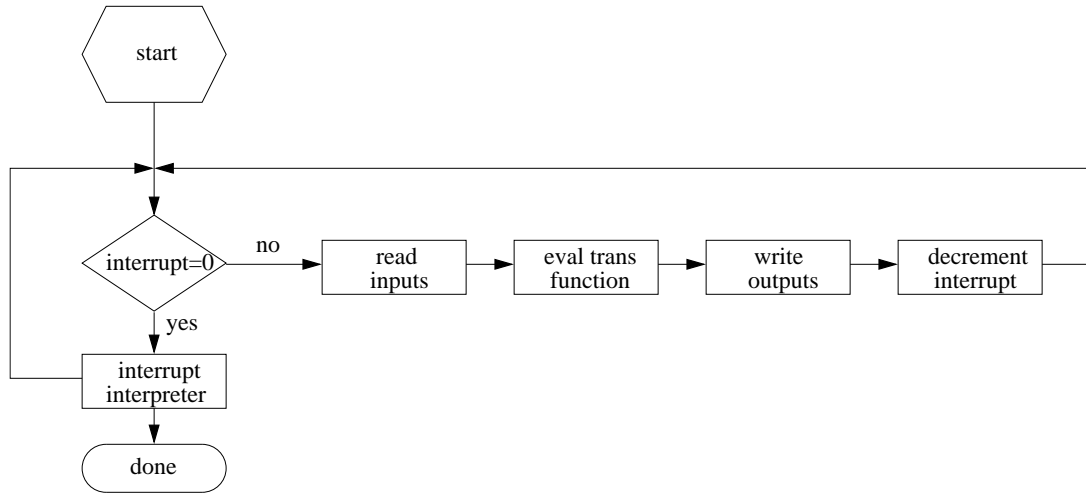 start
interrupt=0
no
read
inputs
eval trans
function
write
outputs
decrement
interrupt
yes
interrupt
interpreter
done